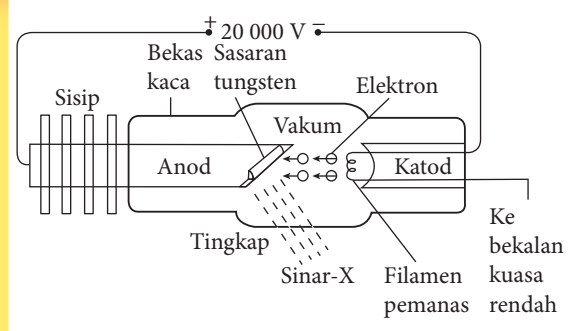 + 20 000 V −
Bekas
kaca
Sasaran
tungsten
Sisip
Elektron
Vakum
Anod
Katod
Tingkap
Sinar-X
Filamen
pemanas
Ke
bekalan
kuasa
rendah